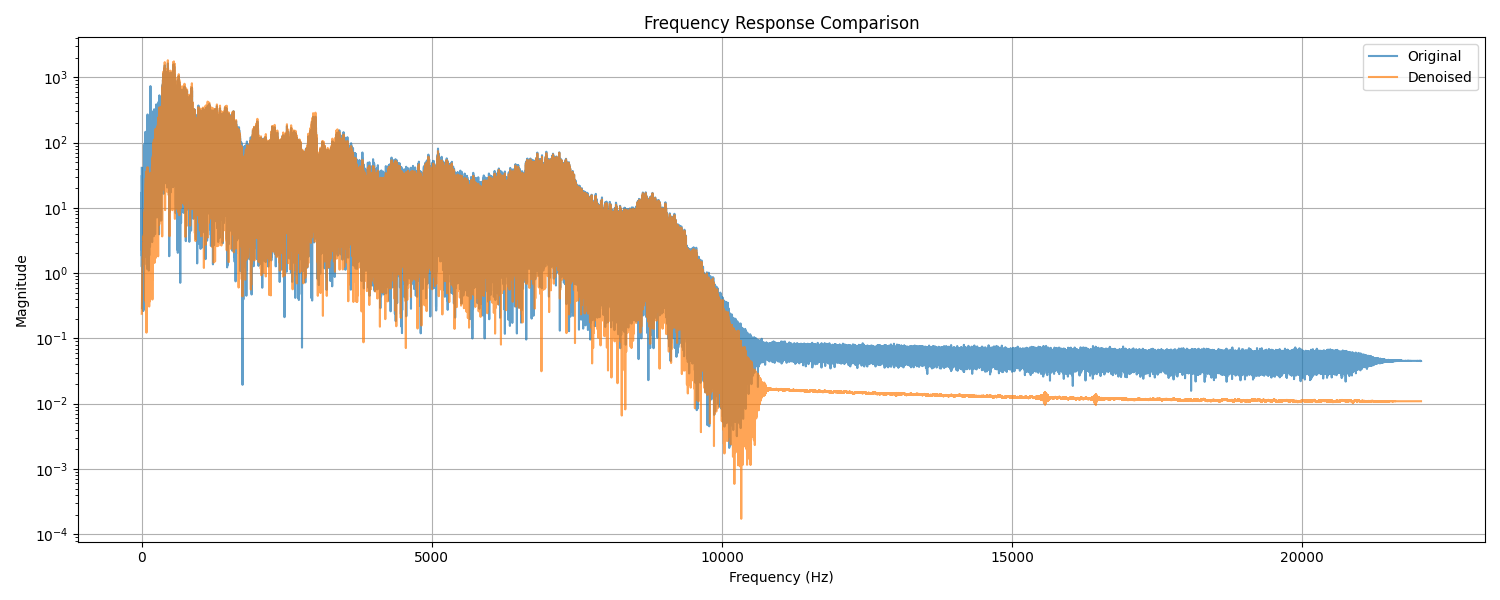 Frequency Response Comparison
Original
Denoised
Magnitude
10³
10²
10¹
10⁰
10⁻¹
10⁻²
10⁻³
10⁻⁴
0 5000 10000 15000 20000
Frequency (Hz)